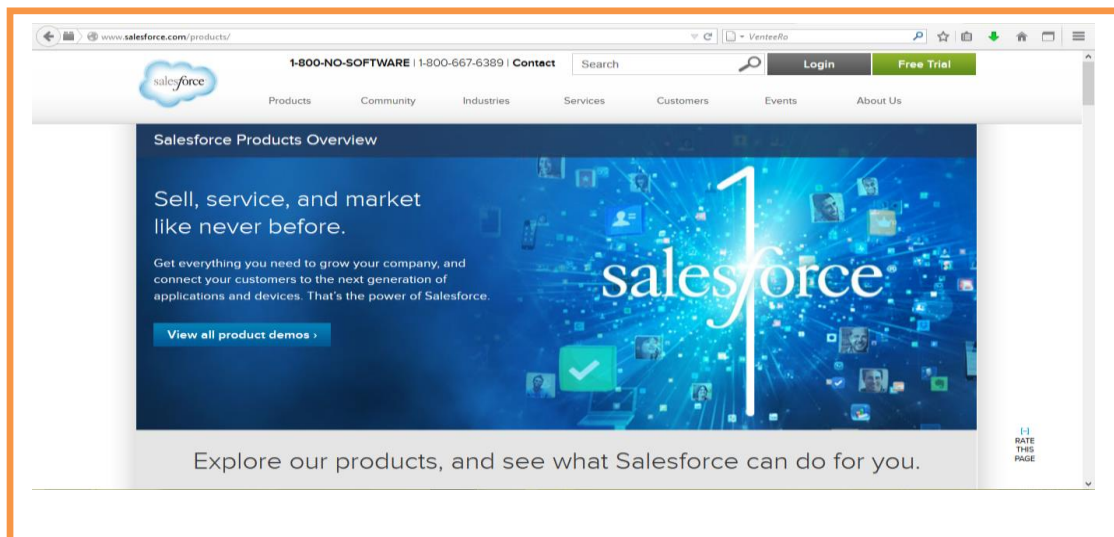 www.salesforce.com/products/
VenteeRo
salesforce
1-800-NO-SOFTWARE | 1-800-667-6389 | Contact
Search
Login
Free Trial
Products
Community
Industries
Services
Customers
Events
About Us
Salesforce Products Overview
Sell, service, and market
like never before.
Get everything you need to grow your company, and
connect your customers to the next generation of
applications and devices. That's the power of Salesforce.
View all product demos ›
salesforce1
Explore our products, and see what Salesforce can do for you.
[-]
RATE
THIS
PAGE